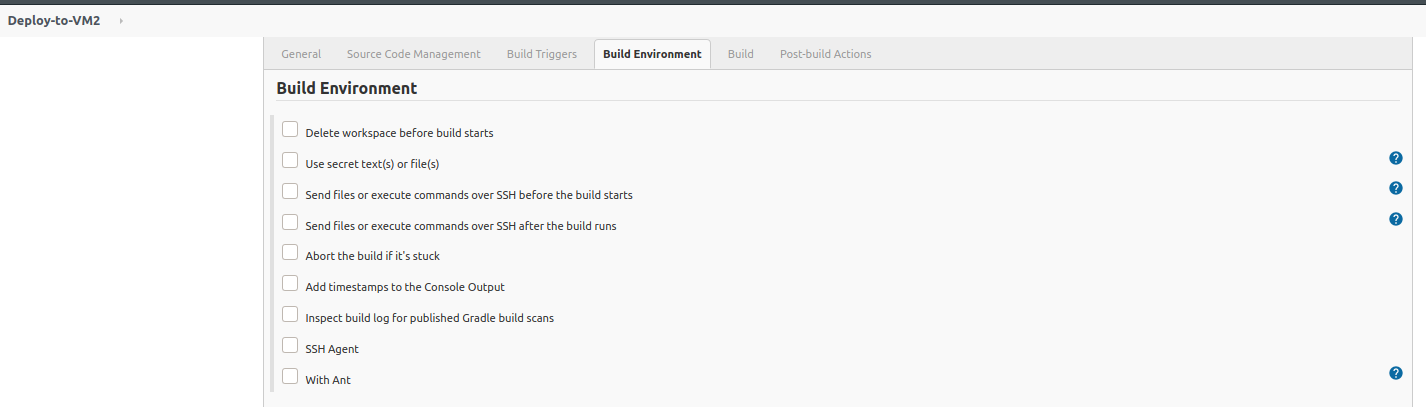 Deploy-to-VM2
General Source Code Management Build Triggers Build Environment Build Post-build Actions
Build Environment
Delete workspace before build starts
Use secret text(s) or file(s) ?
Send files or execute commands over SSH before the build starts ?
Send files or execute commands over SSH after the build runs ?
Abort the build if it's stuck
Add timestamps to the Console Output
Inspect build log for published Gradle build scans
SSH Agent
With Ant ?